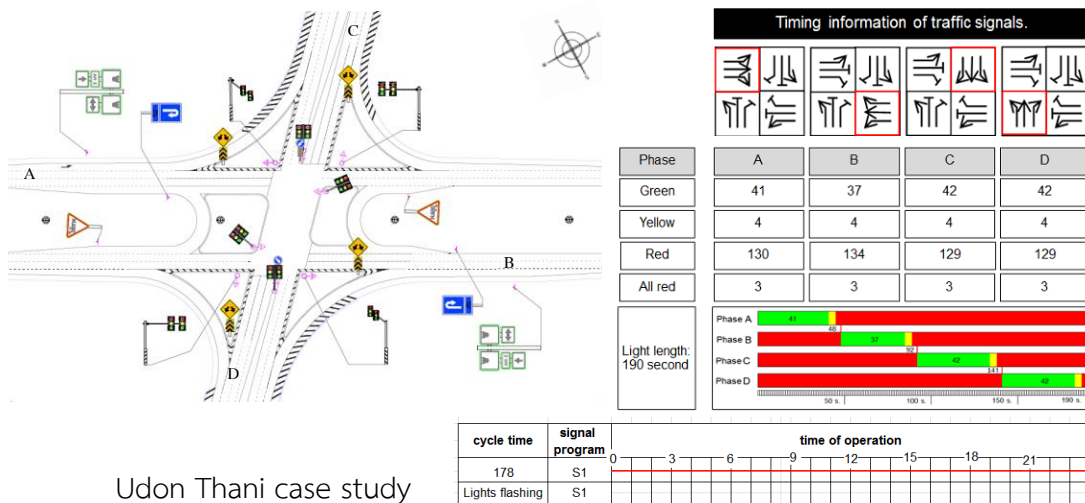 C
A
B
D
Timing information of traffic signals.
Phase A B C D
Green 41 37 42 42
Yellow 4 4 4 4
Red 130 134 129 129
All red 3 3 3 3
Light length:
190 second
Phase A 41
48
Phase B 37
92
Phase C 42
141
Phase D 42
50 s. 100 s. 150 s. 190 s.
cycle time signal program time of operation
0 3 6 9 12 15 18 21
178 S1
Lights flashing S1
Udon Thani case study